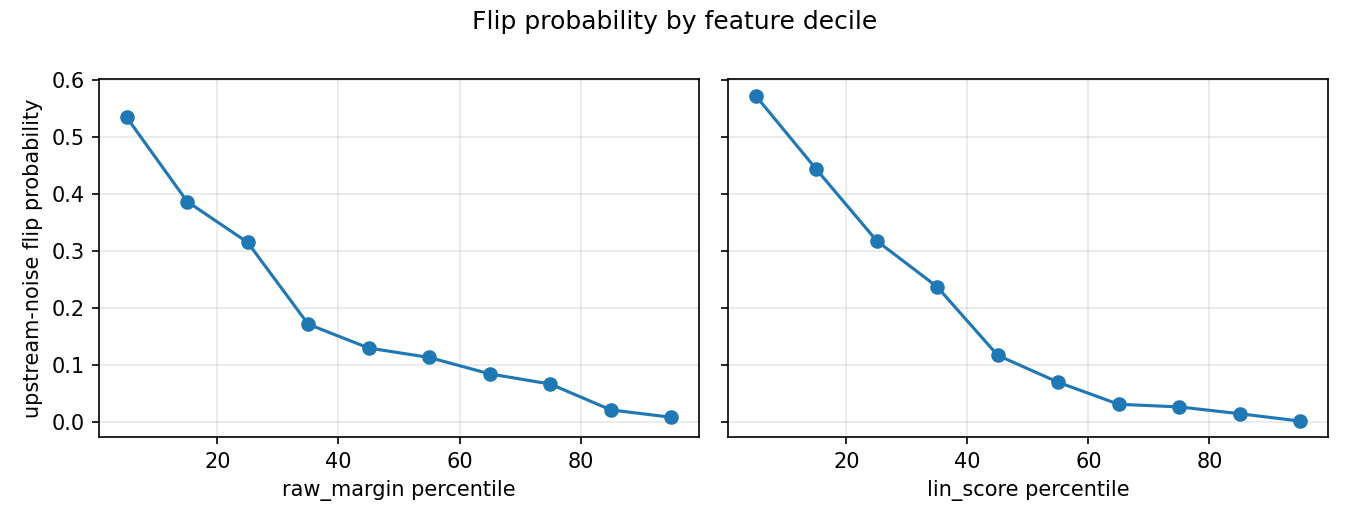 Flip probability by feature decile
upstream-noise flip probability
0.6
0.5
0.4
0.3
0.2
0.1
0.0
20 40 60 80
raw_margin percentile
20 40 60 80
lin_score percentile